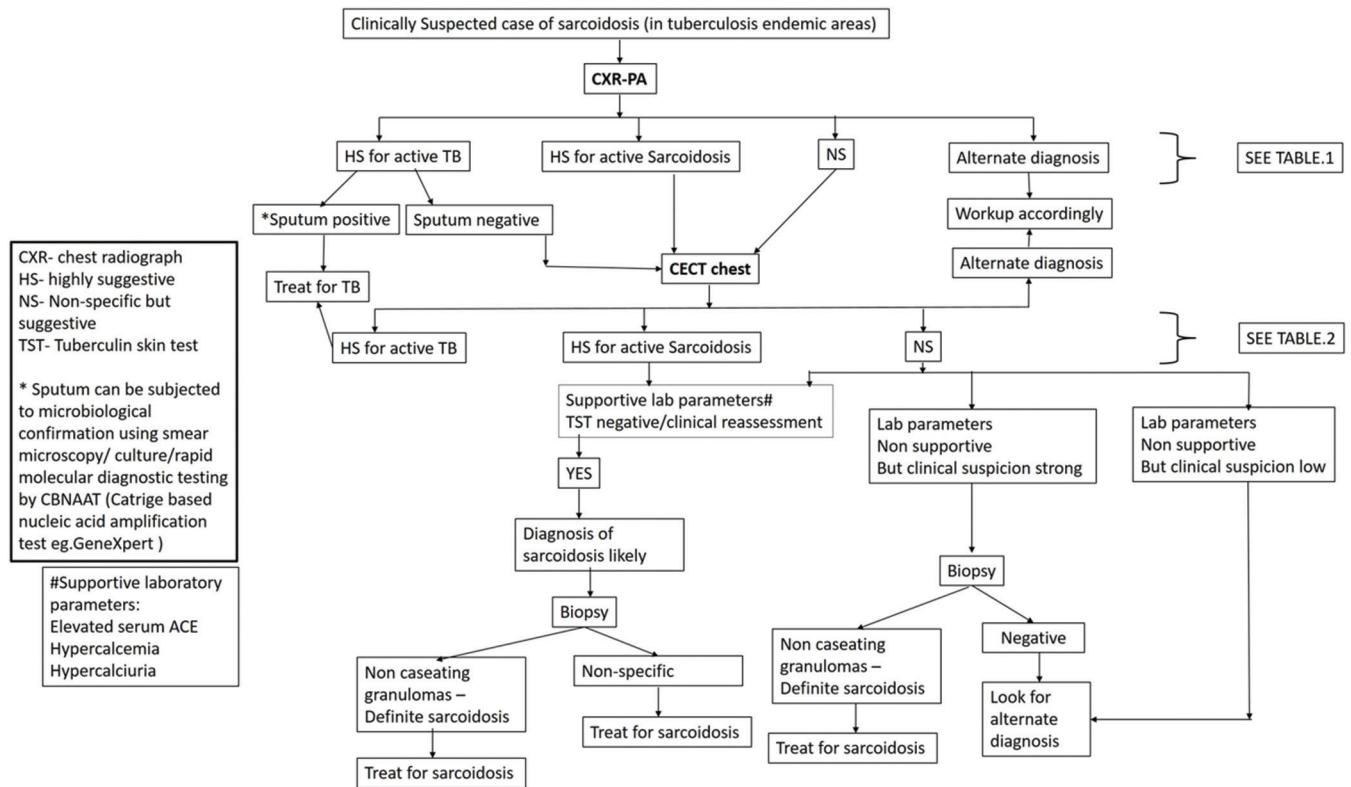 Clinically Suspected case of sarcoidosis (in tuberculosis endemic areas)
CXR-PA
HS for active TB
HS for active Sarcoidosis
NS
Alternate diagnosis
SEE TABLE.1
*Sputum positive
Sputum negative
Workup accordingly
CECT chest
Alternate diagnosis
Treat for TB
HS for active TB
HS for active Sarcoidosis
NS
SEE TABLE.2
CXR- chest radiograph
HS- highly suggestive
NS- Non-specific but
suggestive
TST- Tuberculin skin test
* Sputum can be subjected
to microbiological
confirmation using smear
microscopy/ culture/rapid
molecular diagnostic testing
by CBNAAT (Catrige based
nucleic acid amplification
test eg.GeneXpert )
#Supportive laboratory
parameters:
Elevated serum ACE
Hypercalcemia
Hypercalciuria
Supportive lab parameters#
TST negative/clinical reassessment
Lab parameters
Non supportive
But clinical suspicion strong
Lab parameters
Non supportive
But clinical suspicion low
YES
Diagnosis of
sarcoidosis likely
Biopsy
Biopsy
Non caseating
granulomas –
Definite sarcoidosis
Non-specific
Non caseating
granulomas –
Definite sarcoidosis
Negative
Treat for sarcoidosis
Treat for sarcoidosis
Treat for sarcoidosis
Look for
alternate
diagnosis